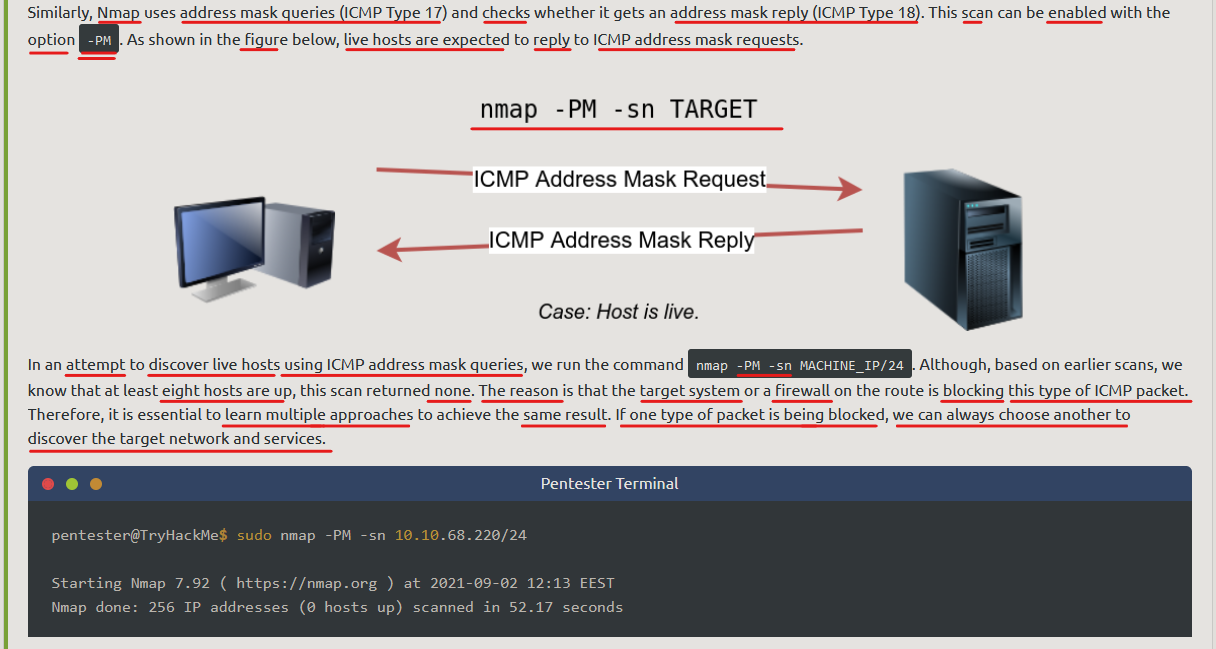 Similarly, Nmap uses address mask queries (ICMP Type 17) and checks whether it gets an address mask reply (ICMP Type 18). This scan can be enabled with the
option -PM . As shown in the figure below, live hosts are expected to reply to ICMP address mask requests.
nmap -PM -sn TARGET
ICMP Address Mask Request
ICMP Address Mask Reply
Case: Host is live.
In an attempt to discover live hosts using ICMP address mask queries, we run the command nmap -PM -sn MACHINE_IP/24 . Although, based on earlier scans, we
know that at least eight hosts are up, this scan returned none. The reason is that the target system or a firewall on the route is blocking this type of ICMP packet.
Therefore, it is essential to learn multiple approaches to achieve the same result. If one type of packet is being blocked, we can always choose another to
discover the target network and services.
Pentester Terminal
pentester@TryHackMe$ sudo nmap -PM -sn 10.10.68.220/24
Starting Nmap 7.92 ( https://nmap.org ) at 2021-09-02 12:13 EEST
Nmap done: 256 IP addresses (0 hosts up) scanned in 52.17 seconds